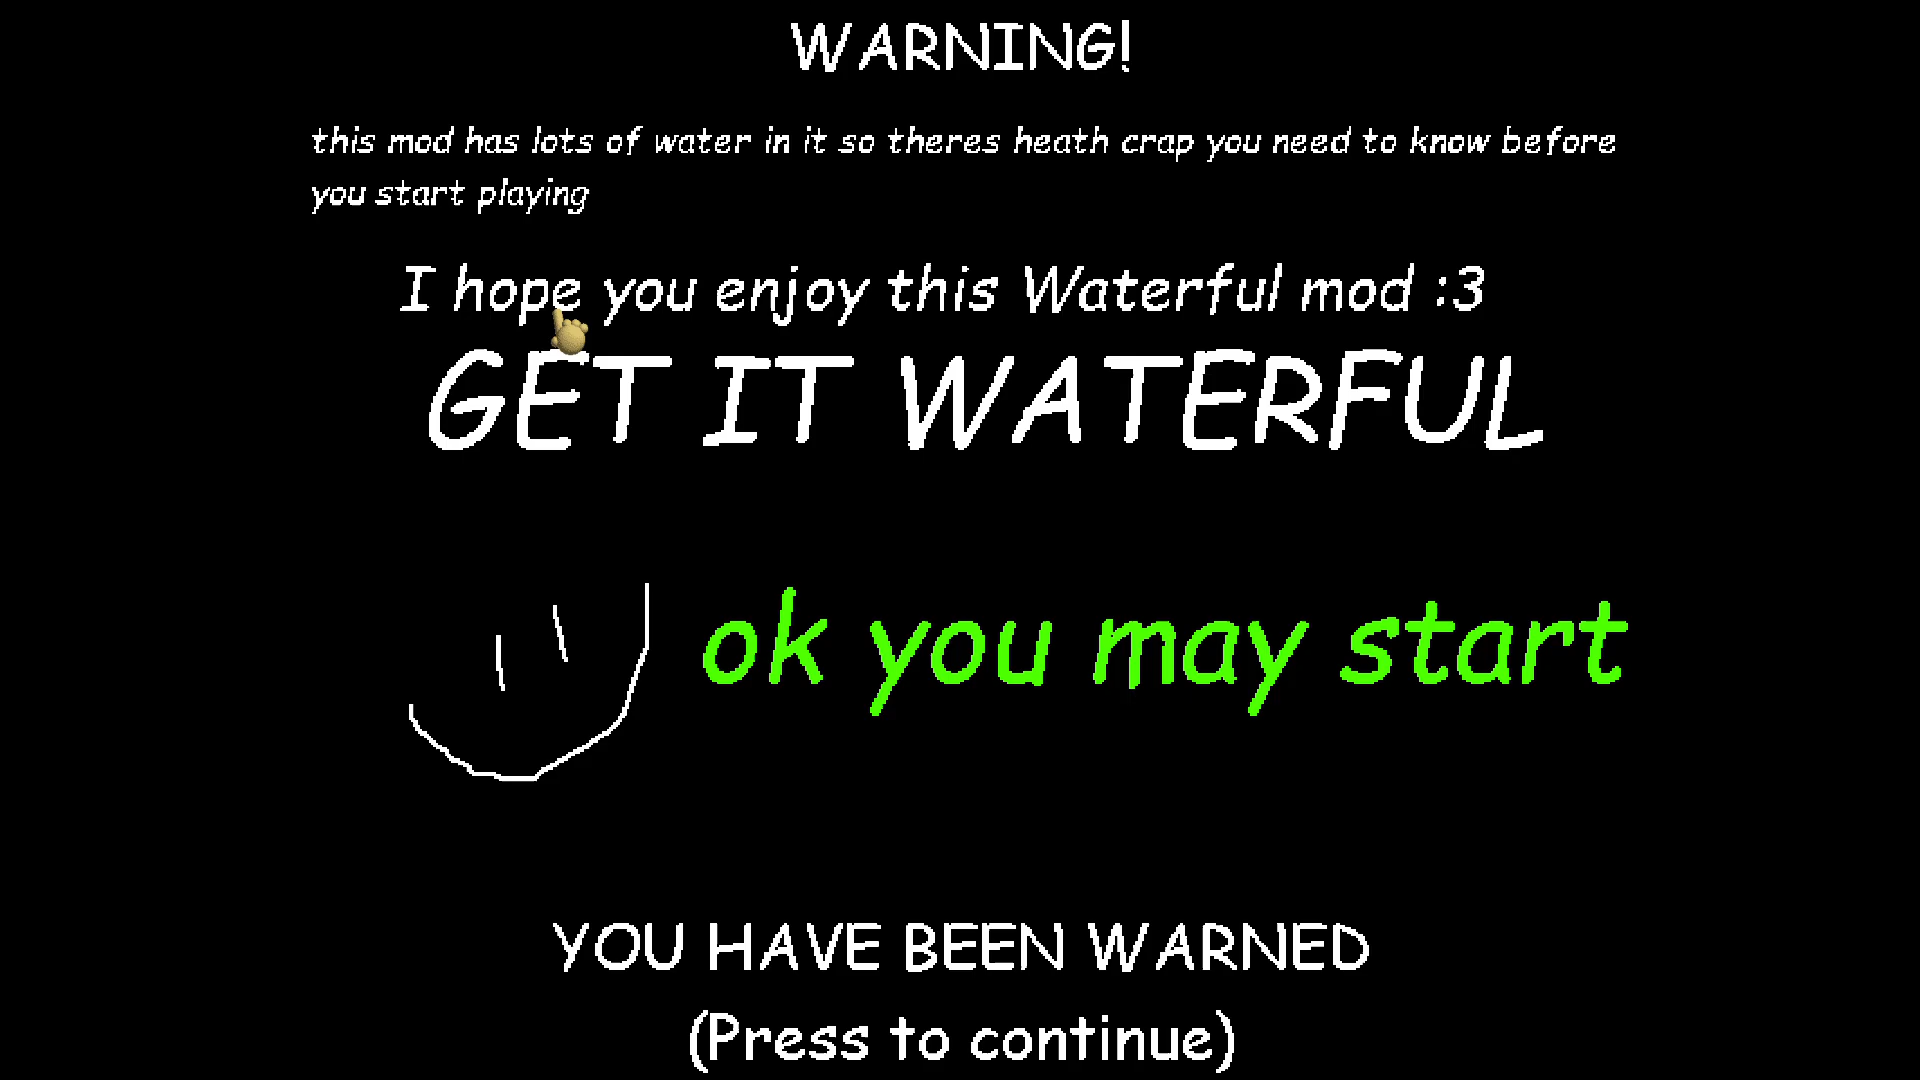 WARNING!
this mod has lots of water in it so theres heath crap you need to know before
you start playing
I hope you enjoy this Waterful mod :3
GET IT WATERFUL
ok you may start
YOU HAVE BEEN WARNED
(Press to continue)